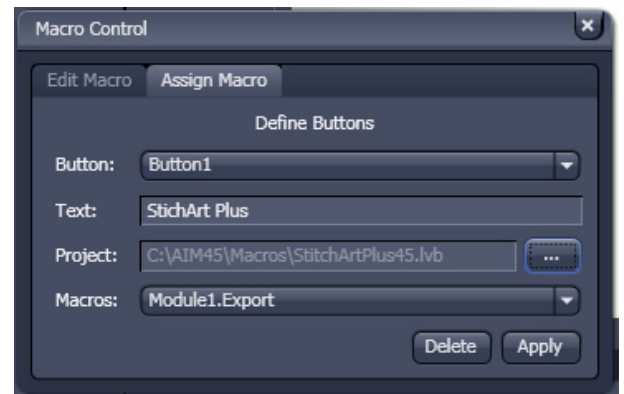 Macro Control
Edit Macro Assign Macro
Define Buttons
Button: Button1
Text: StichArt Plus
Project: C:\AIM45\Macros\StitchArtPlus45.lvb ...
Macros: Module1.Export
Delete Apply